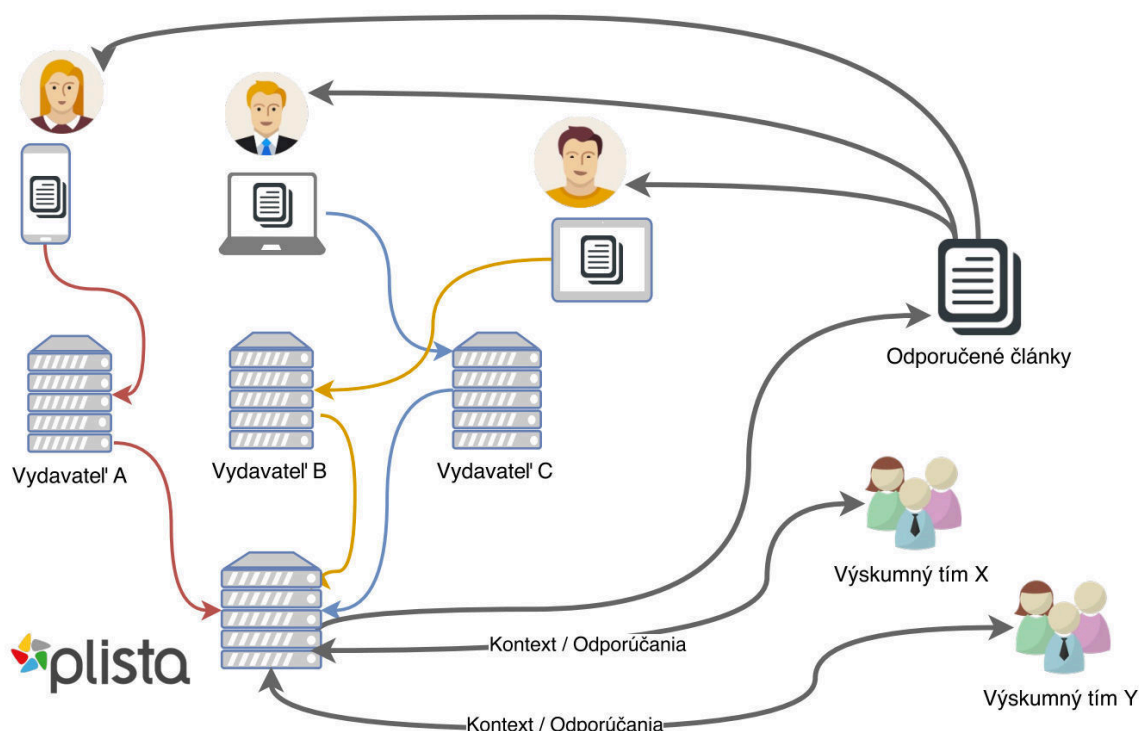 Odporučené články
Vydavateľ A
Vydavateľ B
Vydavateľ C
Výskumný tím X
Kontext / Odporúčania
plista
Výskumný tím Y
Kontext / Odporúčania